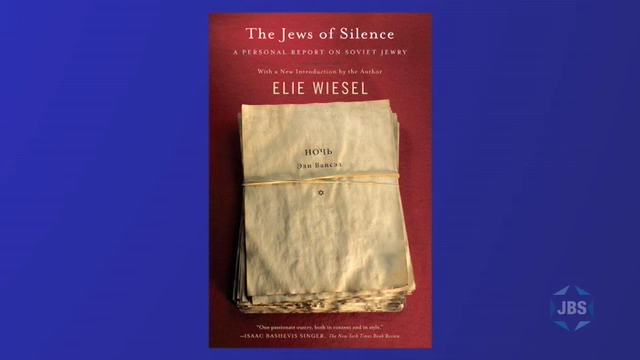 The Jews of Silence
A PERSONAL REPORT ON SOVIET JEWRY
With a New Introduction by the Author
ELIE WIESEL
НОЧЬ
Эли Визел
"One passionate outcry, both in content and in style."
—ISAAC BASHEVIS SINGER, The New York Times Book Review
JBS